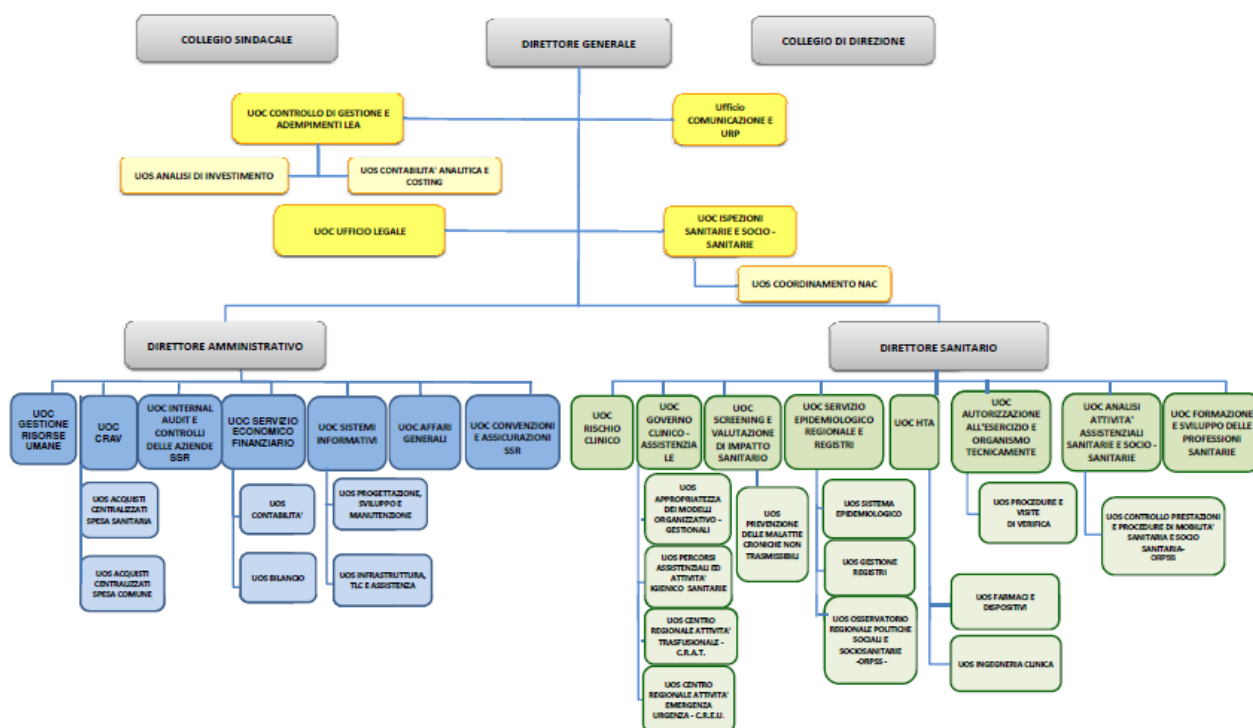 COLLEGIO SINDACALE
DIRETTORE GENERALE
COLLEGIO DI DIREZIONE
UOC CONTROLLO DI GESTIONE E
ADEMPIMENTI LEA
Ufficio
COMUNICAZIONE E
URP
UOS ANALISI DI INVESTIMENTO
UOS CONTABILITA' ANALITICA E
COSTING
UOC UFFICIO LEGALE
UOC ISPEZIONI
SANITARIE E SOCIO -
SANITARIE
UOS COORDINAMENTO NAC
DIRETTORE AMMINISTRATIVO
DIRETTORE SANITARIO
UOC
GESTIONE
RISORSE
UMANE
UOC
CRAV
UOC INTERNAL
AUDIT E
CONTROLLI
DELLE AZIENDE
SSR
UOC SERVIZIO
ECONOMICO
FINANZIARIO
UOC SISTEMI
INFORMATIVI
UOC AFFARI
GENERALI
UOC CONVENZIONI
E ASSICURAZIONI
SSR
UOC
RISCHIO
CLINICO
UOC
GOVERNO
CLINICO -
ASSISTENZIA
LE
UOC
SCREENING E
VALUTAZIONE
DI IMPATTO
SANITARIO
UOC SERVIZIO
EPIDEMIOLOGICO
REGIONALE E
REGISTRI
UOC HTA
UOC
AUTORIZZAZIONE
ALL'ESERCIZIO E
ORGANISMO
TECNICAMENTE
UOC ANALISI
ATTIVITA'
ASSISTENZIALI
SANITARIE E SOCIO -
SANITARIE
UOC FORMAZIONE
E SVILUPPO DELLE
PROFESSIONI
SANITARIE
UOS ACQUISTI
CENTRALIZZATI
SPESA SANITARIA
UOS ACQUISTI
CENTRALIZZATI
SPESA COMUNE
UOS
CONTABILITA'
UOS BILANCIO
UOS PROGETTAZIONE,
SVILUPPO E
MANUTENZIONE
UOS INFRASTRUTTURA,
TLC E ASSISTENZA
UOS
APPROPRIATEZZA
DEI MODELLI
ORGANIZZATIVO -
GESTIONALI
UOS PERCORSI
ASSISTENZIALI ED
ATTIVITA'
IGIENICO SANITARIE
UOS CENTRO
REGIONALE ATTIVITA'
TRASFUSIONALE -
C.R.A.T.
UOS CENTRO
REGIONALE ATTIVITA'
EMERGENZA
URGENZA - C.R.E.U.
UOS
PREVENZIONE
DELLE MALATTIE
CRONICHE NON
TRASMISSIBILI
UOS SISTEMA
EPIDEMIOLOGICO
UOS GESTIONE
REGISTRI
UOS OSSERVATORIO
REGIONALE POLITICHE
SOCIALI E
SOCIOSANITARIE
-ORPSS -
UOS PROCEDURE E
VISITE
DI VERIFICA
UOS FARMACI E
DISPOSITIVI
UOS INGEGNERIA CLINICA
UOS CONTROLLO PRESTAZIONI
E PROCEDURE DI MOBILITA'
SANITARIA E SOCIO
SANITARIA-
ORPSS